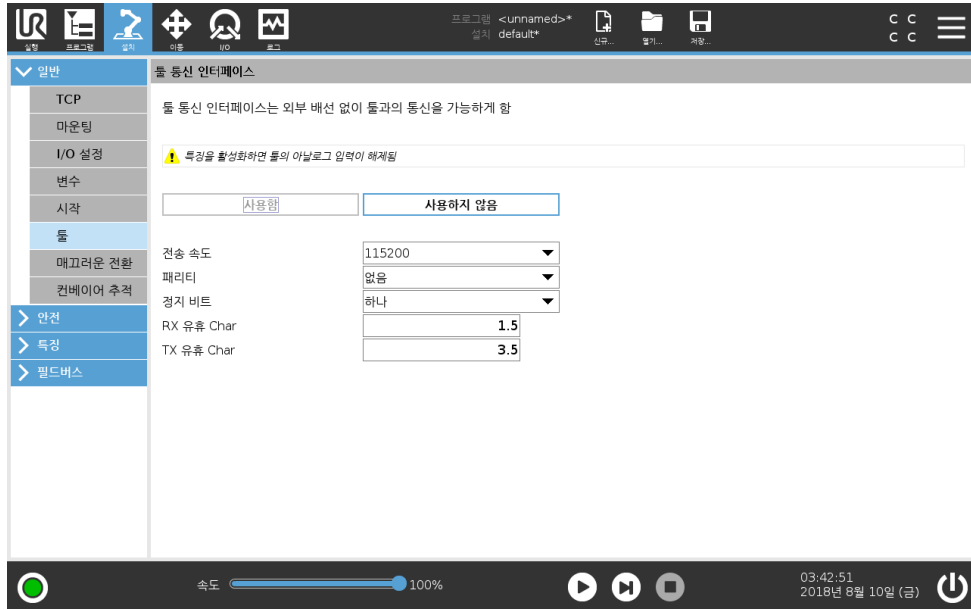 UR
실행
프로그램
설치
이동
I/O
로그
프로그램 <unnamed>*
설치 default*
신규...
열기...
저장...
C C
C C
일반
TCP
마운팅
I/O 설정
변수
시작
툴
매끄러운 전환
컨베이어 추적
안전
특징
필드버스
툴 통신 인터페이스
툴 통신 인터페이스는 외부 배선 없이 툴과의 통신을 가능하게 함
특징을 활성화하면 툴의 아날로그 입력이 해제됨
사용함 사용하지 않음
전송 속도 115200
패리티 없음
정지 비트 하나
RX 유휴 Char 1.5
TX 유휴 Char 3.5
속도 100%
03:42:51
2018년 8월 10일 (금)